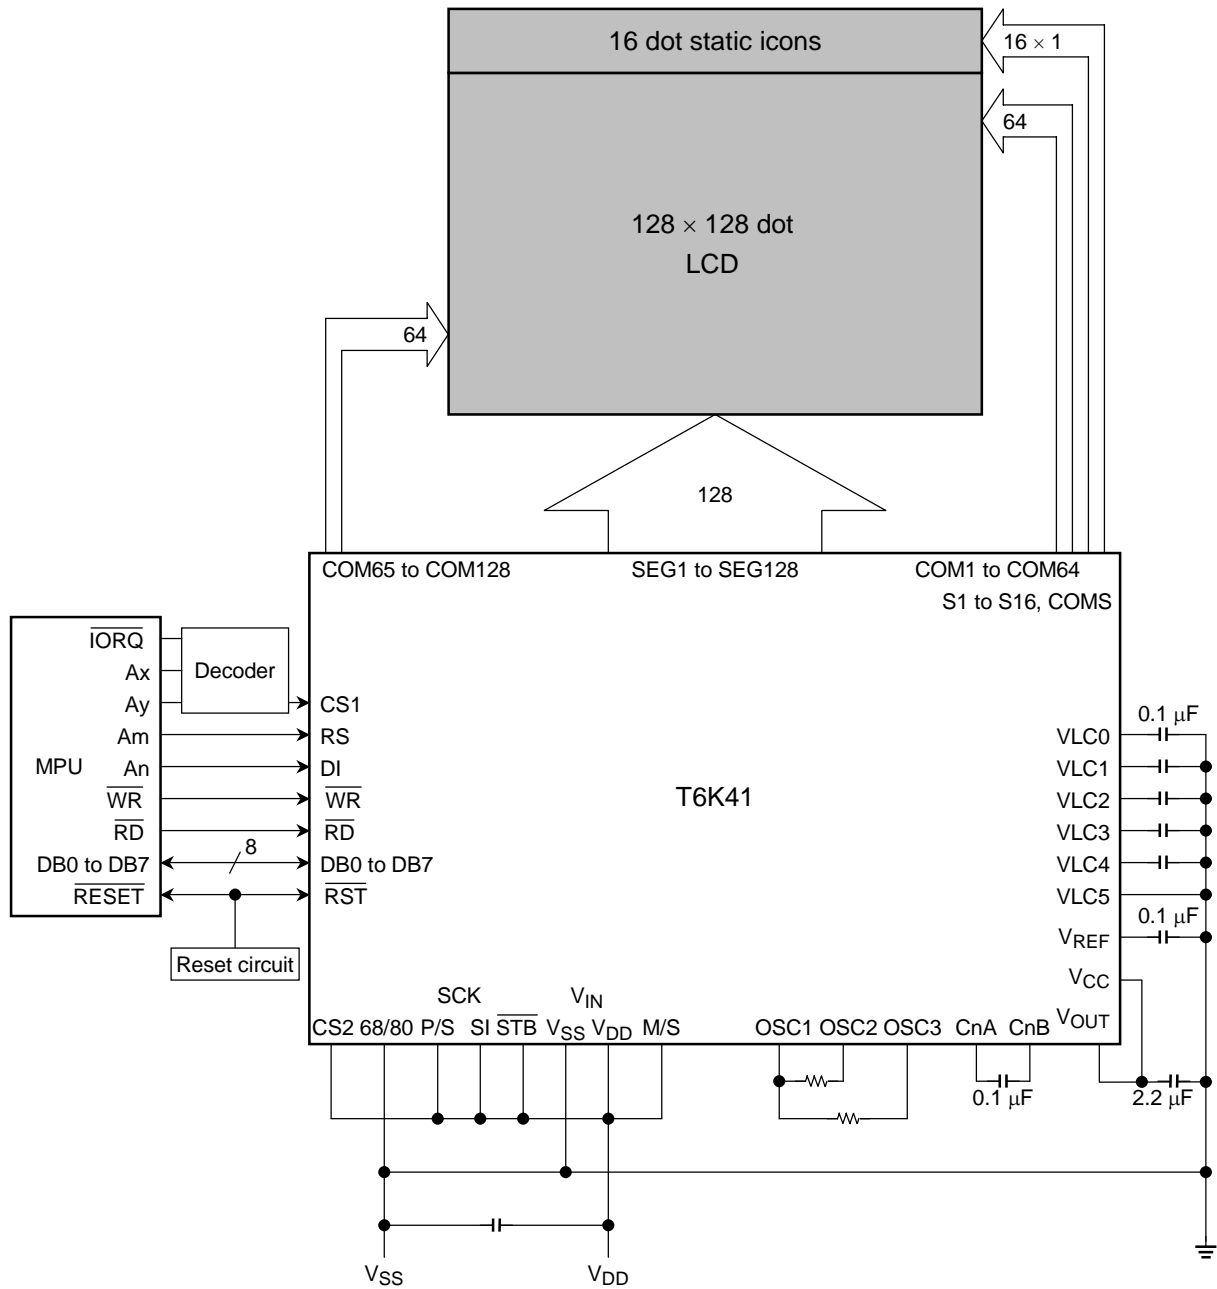 16 dot static icons
16 × 1
64
128 × 128 dot
LCD
64
128
COM65 to COM128
SEG1 to SEG128
COM1 to COM64
S1 to S16, COMS
IORQ
Ax
Ay
Am
MPU
An
WR
RD
DB0 to DB7
RESET
Decoder
8
Reset circuit
CS1
RS
DI
WR
RD
DB0 to DB7
RST
T6K41
VLC0
VLC1
VLC2
VLC3
VLC4
VLC5
VREF
VCC
VOUT
0.1 μF
0.1 μF
SCK
VIN
CS2 68/80 P/S SI STB VSS VDD M/S
OSC1 OSC2 OSC3 CnA CnB
0.1 μF
2.2 μF
VSS
VDD